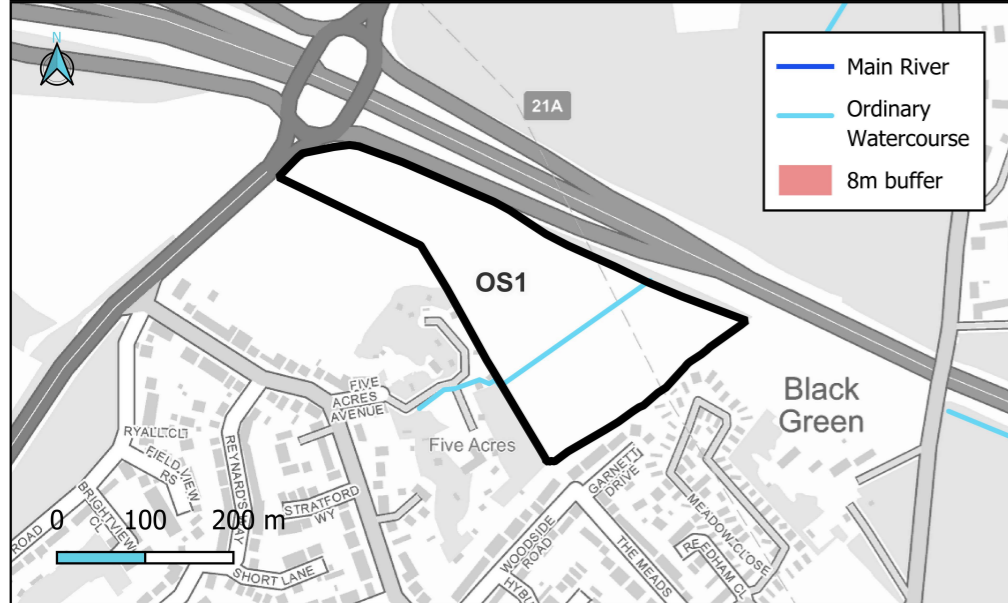 N
21A
Main River
Ordinary
Watercourse
8m buffer
OS1
Black
Green
FIVE
ACRES
AVENUE
Five Acres
RYALL CT
FIELD VIEW
RS
REYNARD'S WAY
STRATFORD
WY
BRIGHTVIEW
CL
ROAD
SHORT LANE
GARNETT
DRIVE
WOODSIDE
ROAD
MEADOW CLOSE
THE MEADS
REEDHAM CL
0 100 200 m